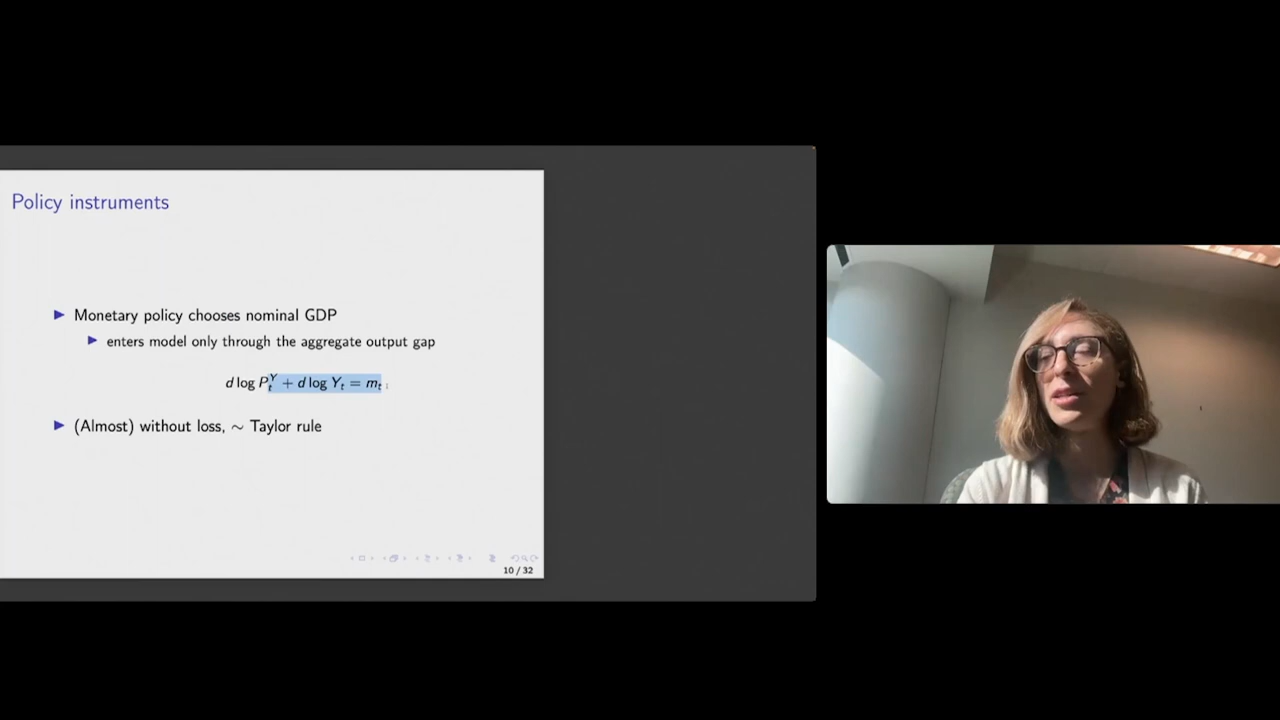 Policy instruments
▶ Monetary policy chooses nominal GDP
▶ enters model only through the aggregate output gap
d log P_t^Y + d log Y_t = m_t
▶ (Almost) without loss, ∼ Taylor rule
10 / 32